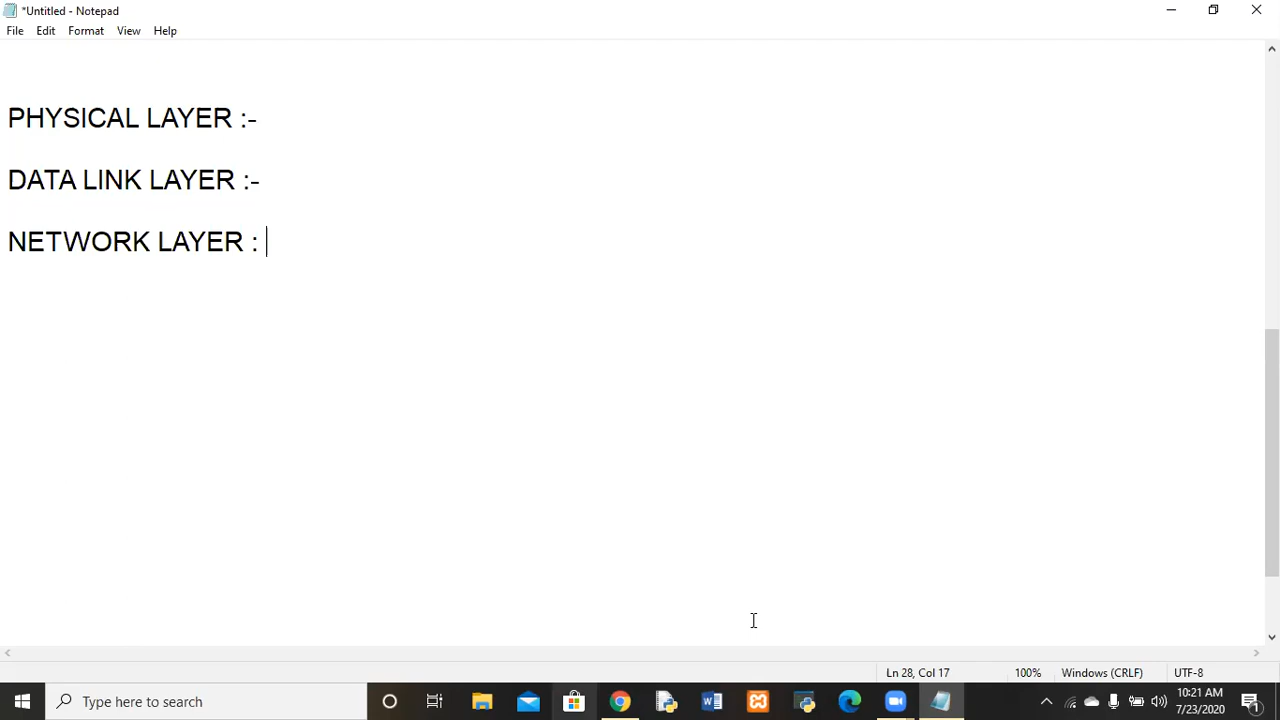 *Untitled - Notepad
File Edit Format View Help
PHYSICAL LAYER :-
DATA LINK LAYER :-
NETWORK LAYER :
Ln 28, Col 17 100% Windows (CRLF) UTF-8
Type here to search
10:21 AM
7/23/2020
1